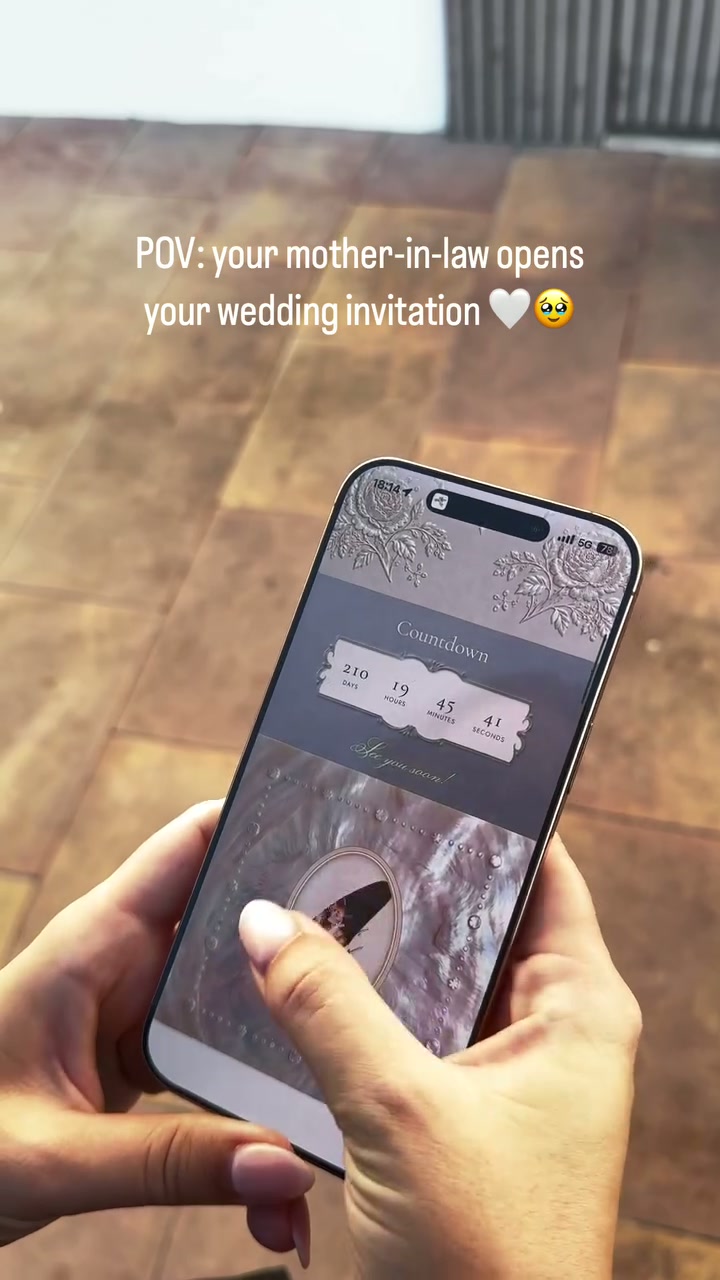 POV: your mother-in-law opens
your wedding invitation 🤍🥹
18:14
5G 78
Countdown
210 19 45 41
DAYS HOURS MINUTES SECONDS
See you soon!